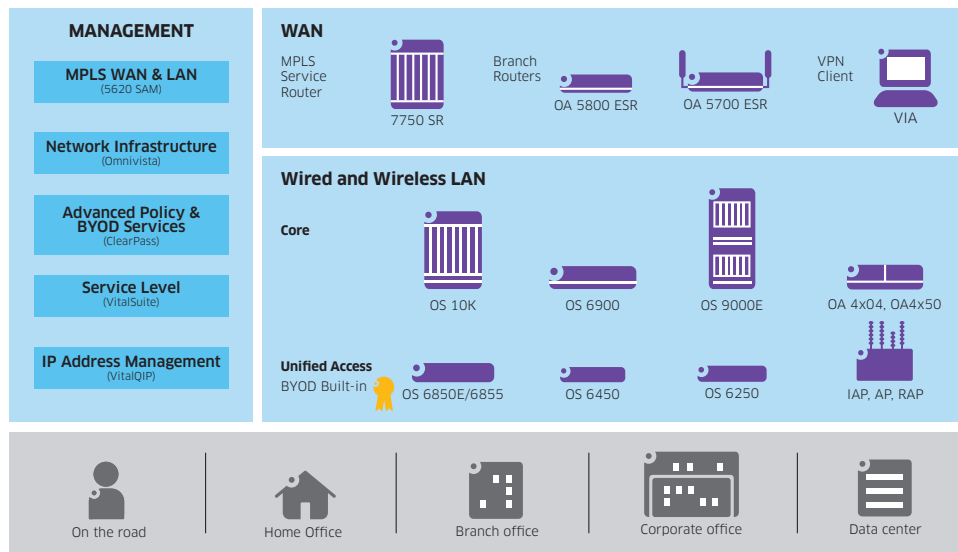 MANAGEMENT
MPLS WAN & LAN
(5620 SAM)
Network Infrastructure
(Omnivista)
Advanced Policy &
BYOD Services
(ClearPass)
Service Level
(VitalSuite)
IP Address Management
(VitalQIP)
WAN
MPLS
Service
Router
7750 SR
Branch
Routers
OA 5800 ESR
OA 5700 ESR
VPN
Client
VIA
Wired and Wireless LAN
Core
OS 10K
OS 6900
OS 9000E
OA 4x04, OA4x50
Unified Access
BYOD Built-in
OS 6850E/6855
OS 6450
OS 6250
IAP, AP, RAP
On the road
Home Office
Branch office
Corporate office
Data center